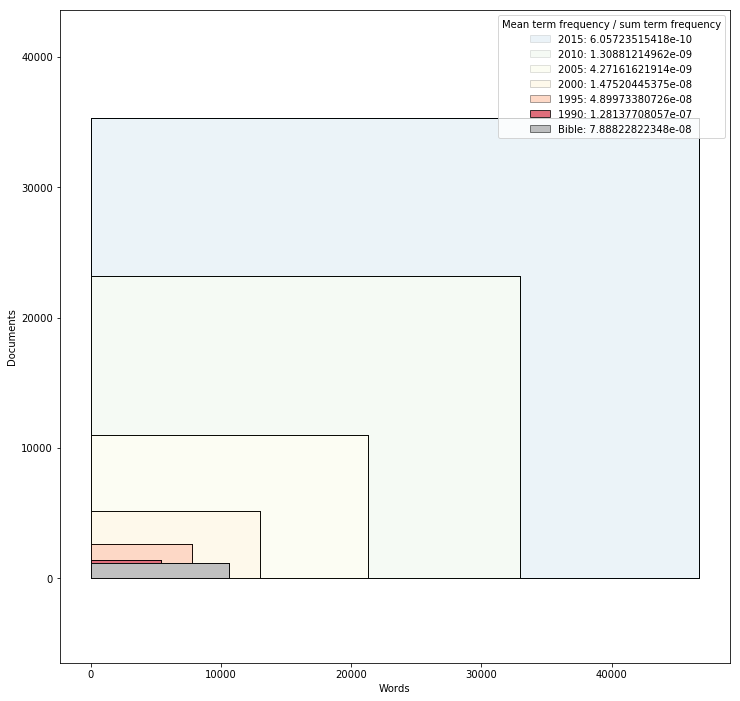 Mean term frequency / sum term frequency
2015: 6.05723515418e-10
2010: 1.30881214962e-09
2005: 4.27161621914e-09
2000: 1.47520445375e-08
1995: 4.89973380726e-08
1990: 1.28137708057e-07
Bible: 7.88822822348e-08
40000
30000
20000
10000
0
Documents
0 10000 20000 30000 40000
Words